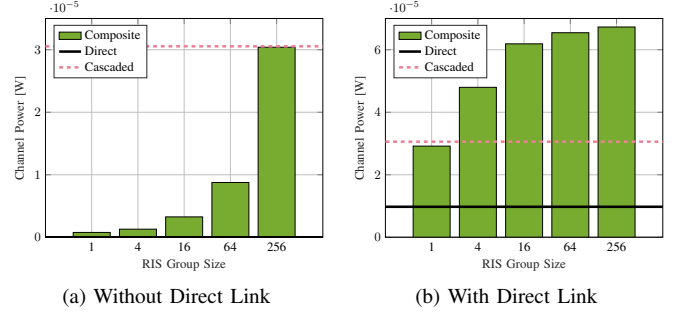 ·10⁻⁵
Composite
Direct
Cascaded
3
2
1
0
Channel Power [W]
1 4 16 64 256
RIS Group Size
(a) Without Direct Link
·10⁻⁵
Composite
Direct
Cascaded
6
4
2
0
Channel Power [W]
1 4 16 64 256
RIS Group Size
(b) With Direct Link